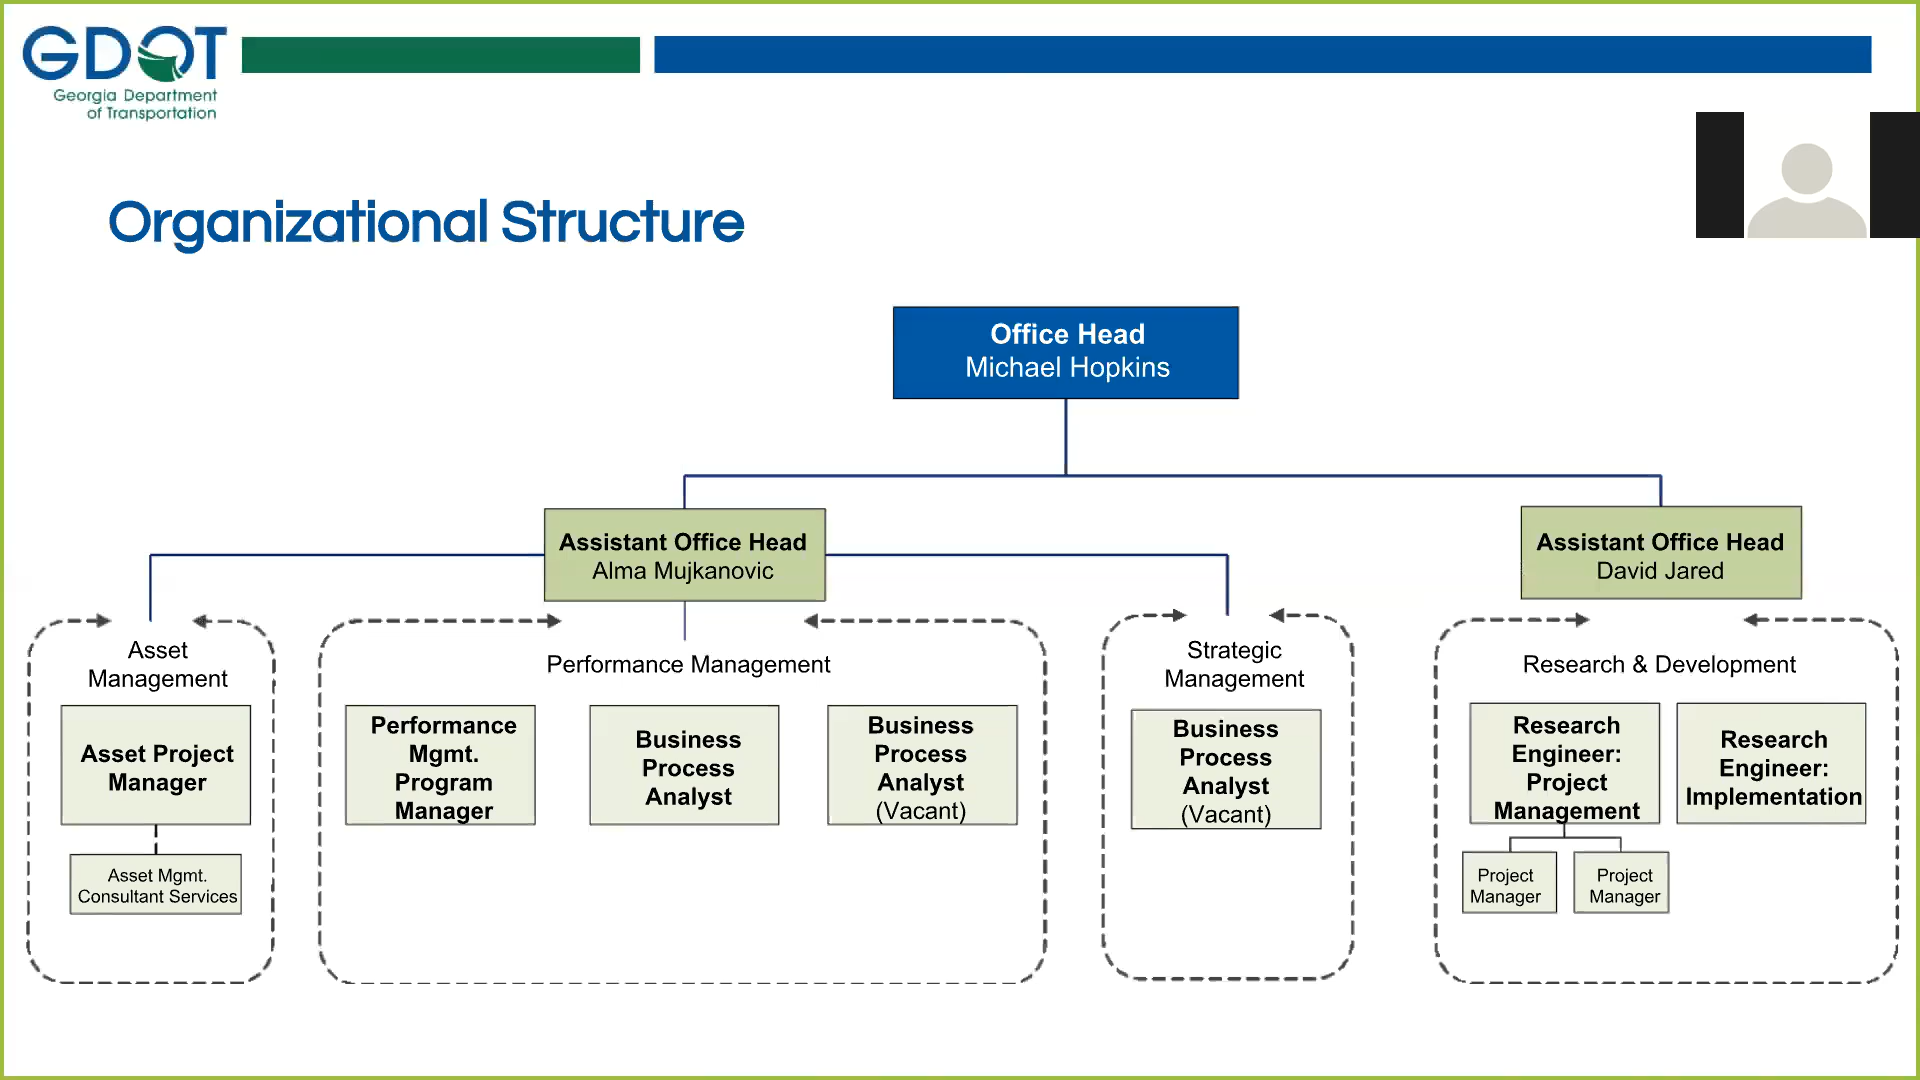 GDOT
Georgia Department
of Transportation
Organizational Structure
Office Head
Michael Hopkins
Assistant Office Head
Alma Mujkanovic
Assistant Office Head
David Jared
Asset
Management
Asset Project
Manager
Asset Mgmt.
Consultant Services
Performance Management
Performance
Mgmt.
Program
Manager
Business
Process
Analyst
Business
Process
Analyst
(Vacant)
Strategic
Management
Business
Process
Analyst
(Vacant)
Research & Development
Research
Engineer:
Project
Management
Project
Manager
Project
Manager
Research
Engineer:
Implementation